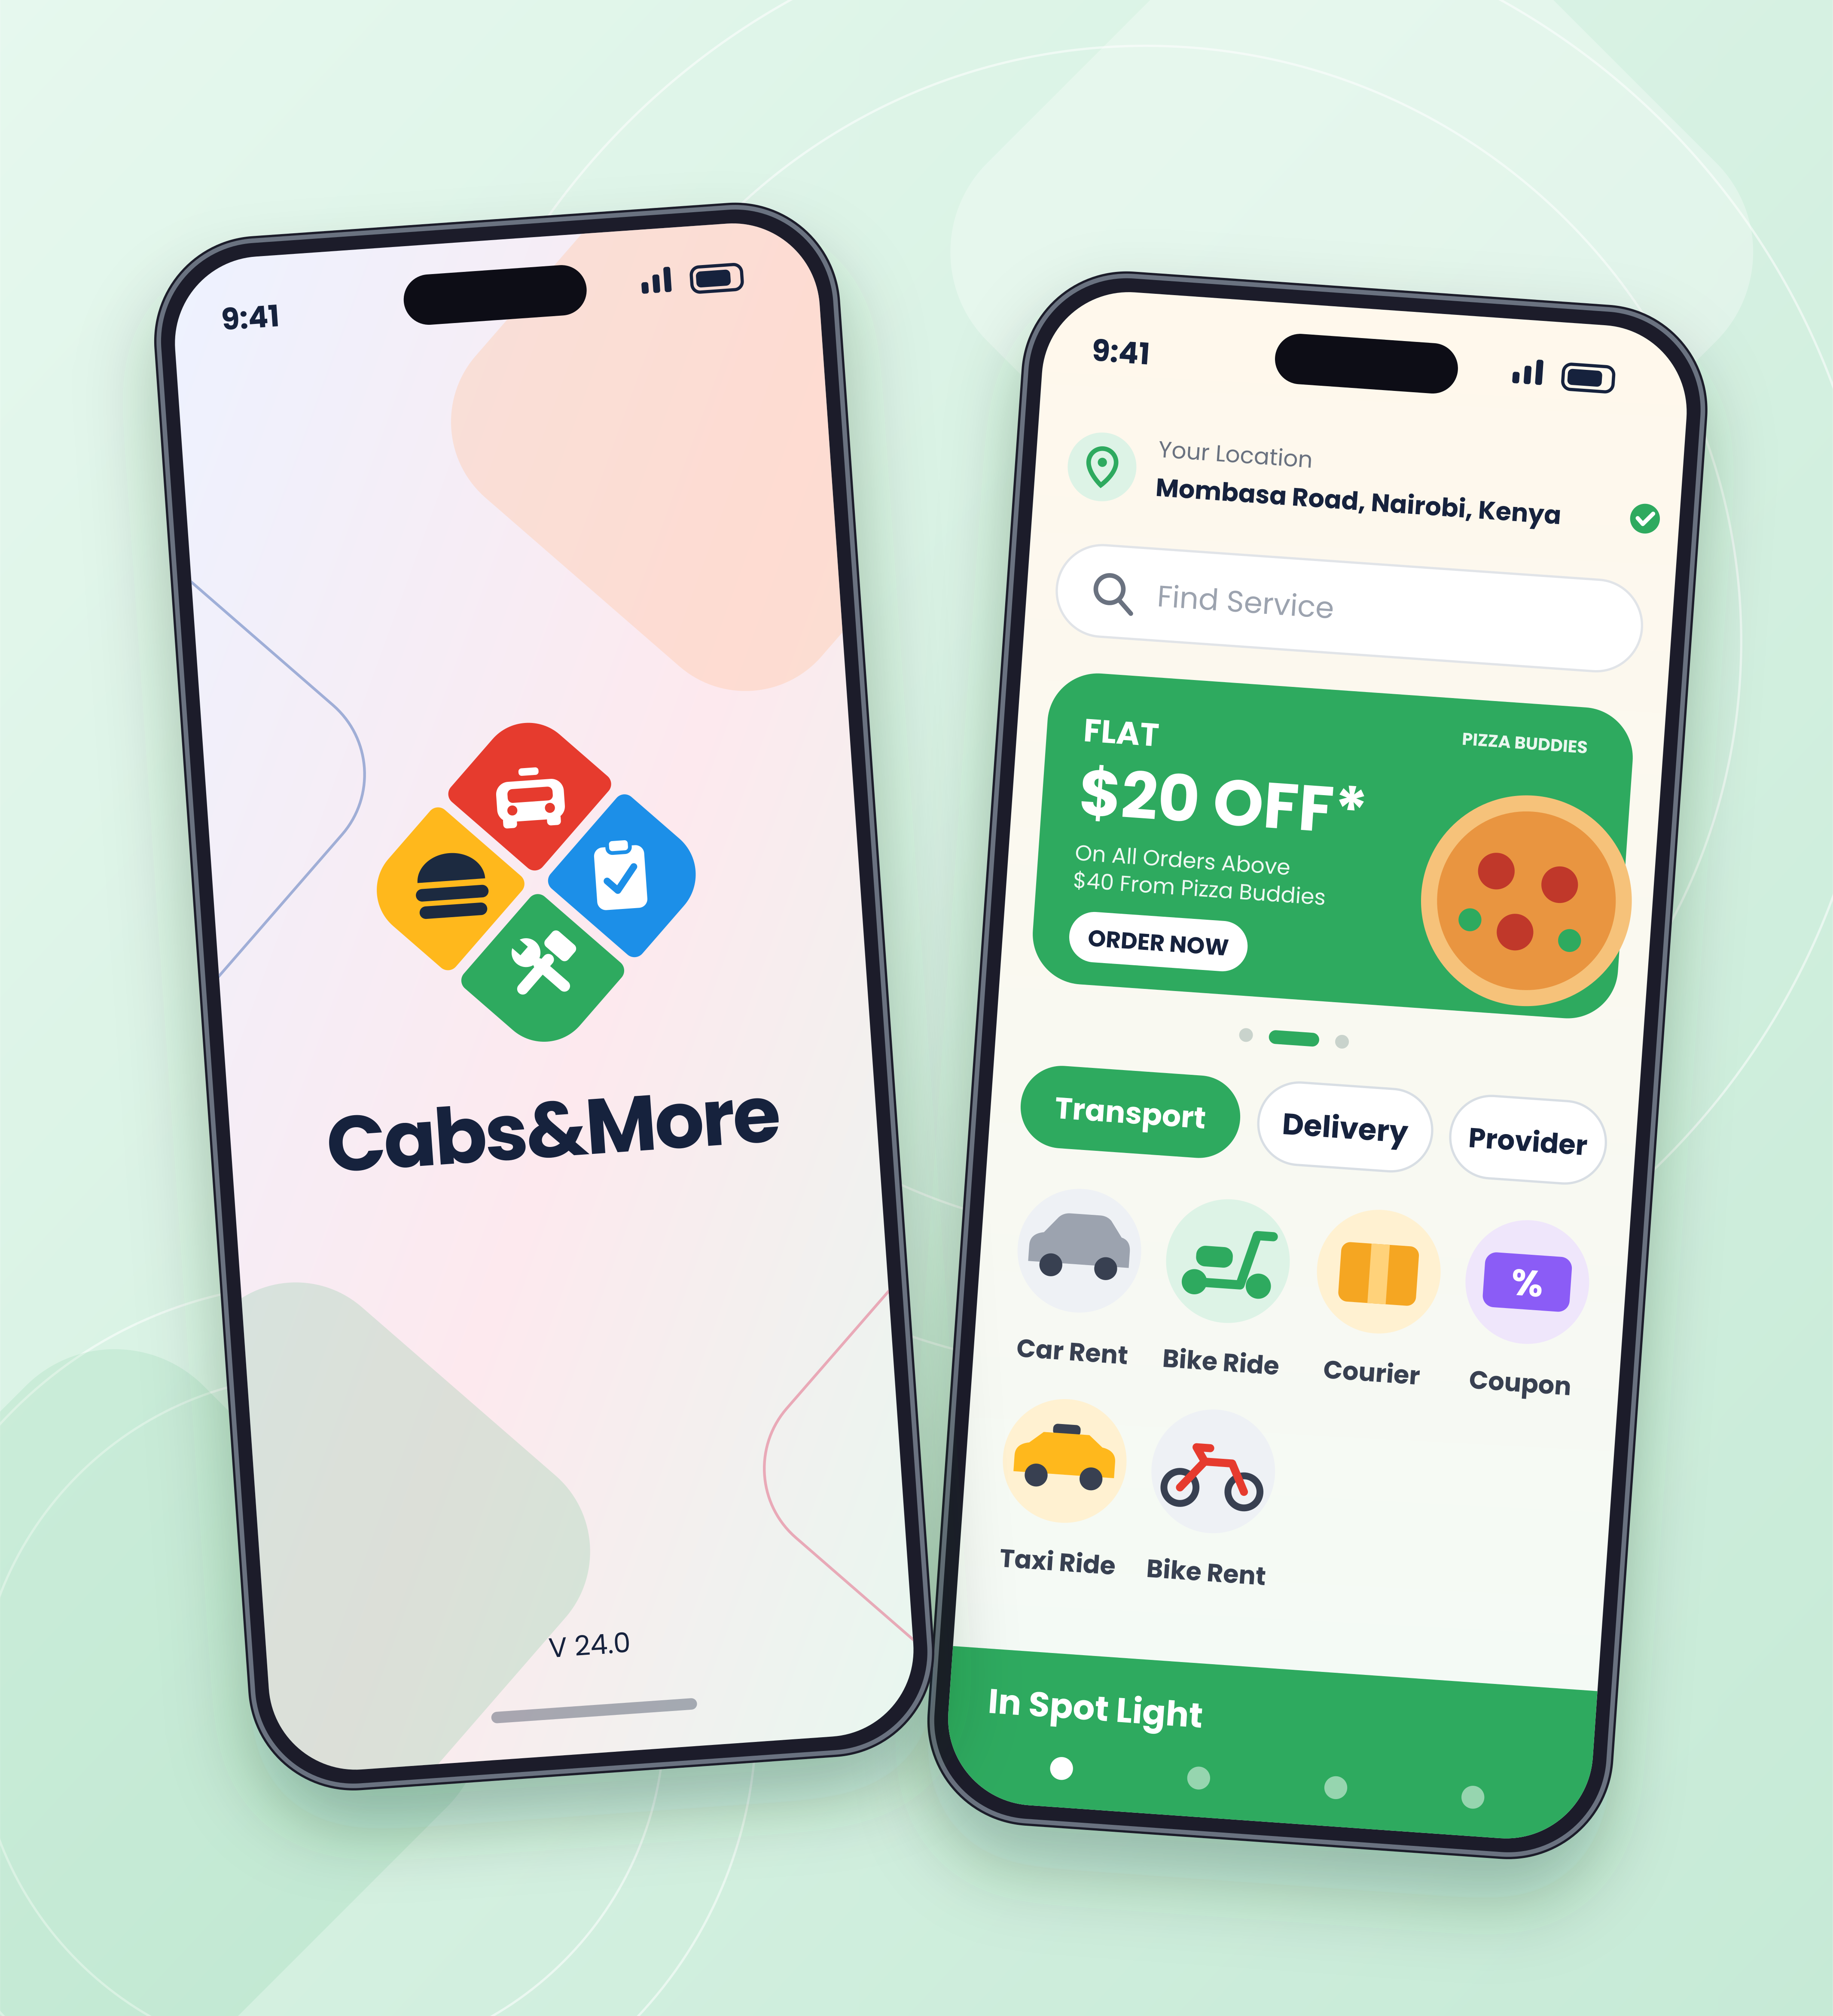 9:41
Cabs&More
V 24.0
9:41
Your Location
Mombasa Road, Nairobi, Kenya
Find Service
FLAT
PIZZA BUDDIES
$20 OFF*
On All Orders Above
$40 From Pizza Buddies
ORDER NOW
Transport
Delivery
Provider
%
Car Rent
Bike Ride
Courier
Coupon
Taxi Ride
Bike Rent
In Spot Light